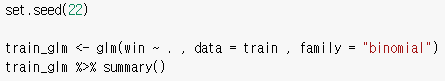 set.seed(22)
train_glm <- glm(win ~ . , data = train , family = "binomial")
train_glm %>% summary()